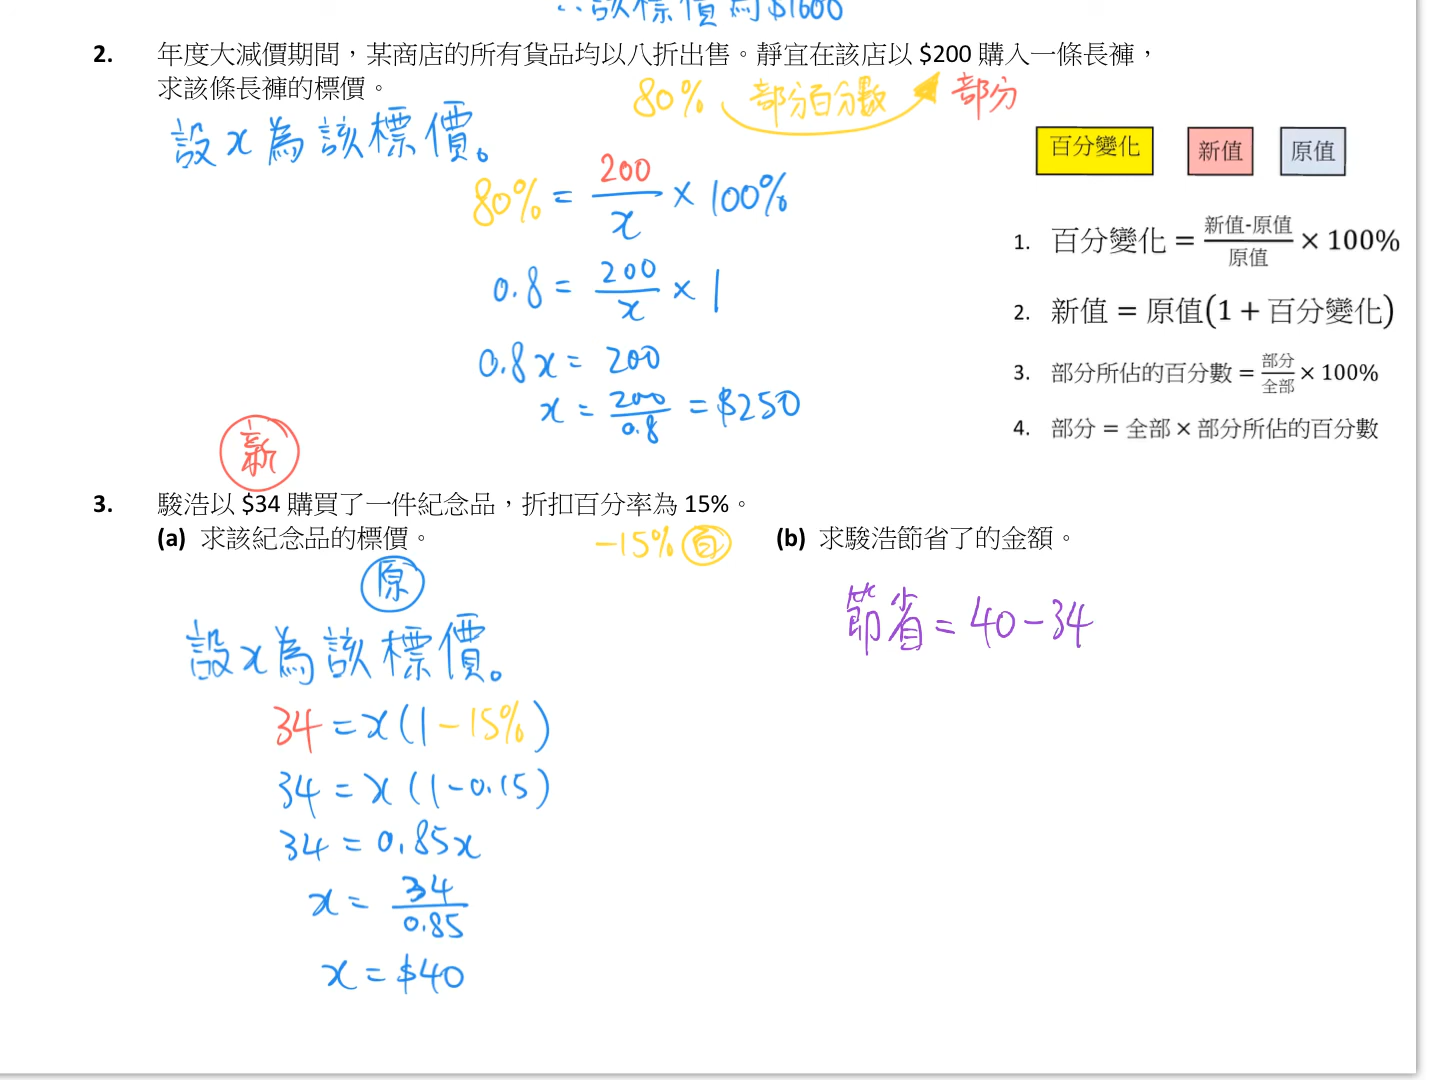 ∴該標價為$1600
2. 年度大減價期間，某商店的所有貨品均以八折出售。靜宜在該店以 $200 購入一條長褲，
求該條長褲的標價。
80% 部分百分數 部分
設x為該標價。
80% = 200/x × 100%
0.8 = 200/x × 1
0.8x = 200
x = 200/0.8 = $250
百分變化 新值 原值
1. 百分變化 = 新值-原值/原值 × 100%
2. 新值 = 原值(1 + 百分變化)
3. 部分所佔的百分數 = 部分/全部 × 100%
4. 部分 = 全部 × 部分所佔的百分數
新
3. 駿浩以 $34 購買了一件紀念品，折扣百分率為 15%。
(a) 求該紀念品的標價。
-15% 百
原
設x為該標價。
34 = x(1-15%)
34 = x(1-0.15)
34 = 0.85x
x = 34/0.85
x = $40
(b) 求駿浩節省了的金額。
節省 = 40-34